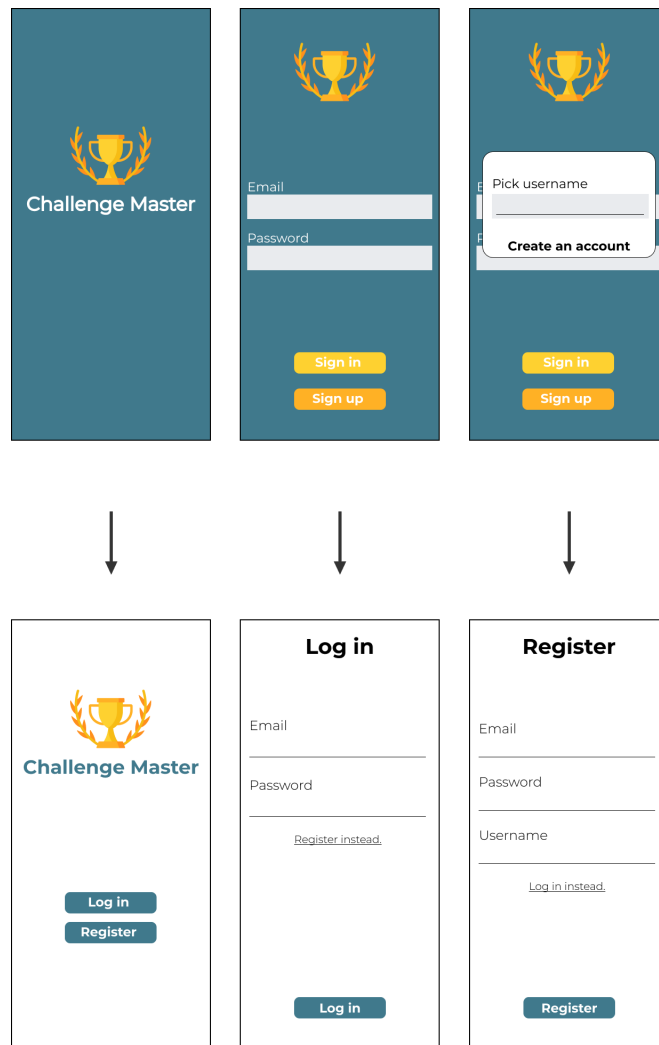 Challenge Master
Email
Password
Sign in
Sign up
E
Pick username
P
Create an account
Sign in
Sign up
Challenge Master
Log in
Register
Log in
Email
Password
Register instead.
Log in
Register
Email
Password
Username
Log in instead.
Register